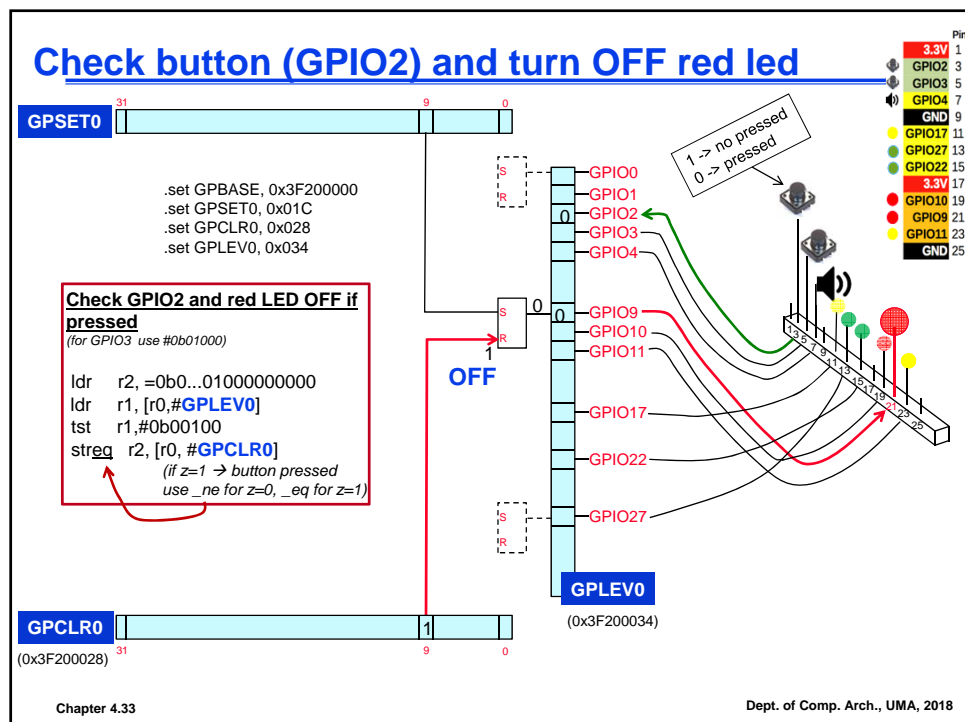 Check button (GPIO2) and turn OFF red led
Pin
3.3V 1
GPIO2 3
GPIO3 5
GPIO4 7
GND 9
GPIO17 11
GPIO27 13
GPIO22 15
3.3V 17
GPIO10 19
GPIO9 21
GPIO11 23
GND 25
31 9 0
GPSET0
1 -> no pressed
0 -> pressed
.set GPBASE, 0x3F200000
.set GPSET0, 0x01C
.set GPCLR0, 0x028
.set GPLEV0, 0x034
S
R
GPIO0
GPIO1
0 GPIO2
GPIO3
GPIO4
Check GPIO2 and red LED OFF if
pressed
(for GPIO3 use #0b01000)
ldr r2, =0b0...01000000000
ldr r1, [r0,#GPLEV0]
tst r1,#0b00100
streq r2, [r0, #GPCLR0]
(if z=1 → button pressed
use _ne for z=0, _eq for z=1)
S
R
0 0
1
OFF
GPIO9
GPIO10
GPIO11
GPIO17
GPIO22
GPIO27
S
R
1 3 5 7 9 11 13 15 17 19 21 23 25
GPLEV0
(0x3F200034)
GPCLR0
1
(0x3F200028)
31 9 0
Chapter 4.33
Dept. of Comp. Arch., UMA, 2018